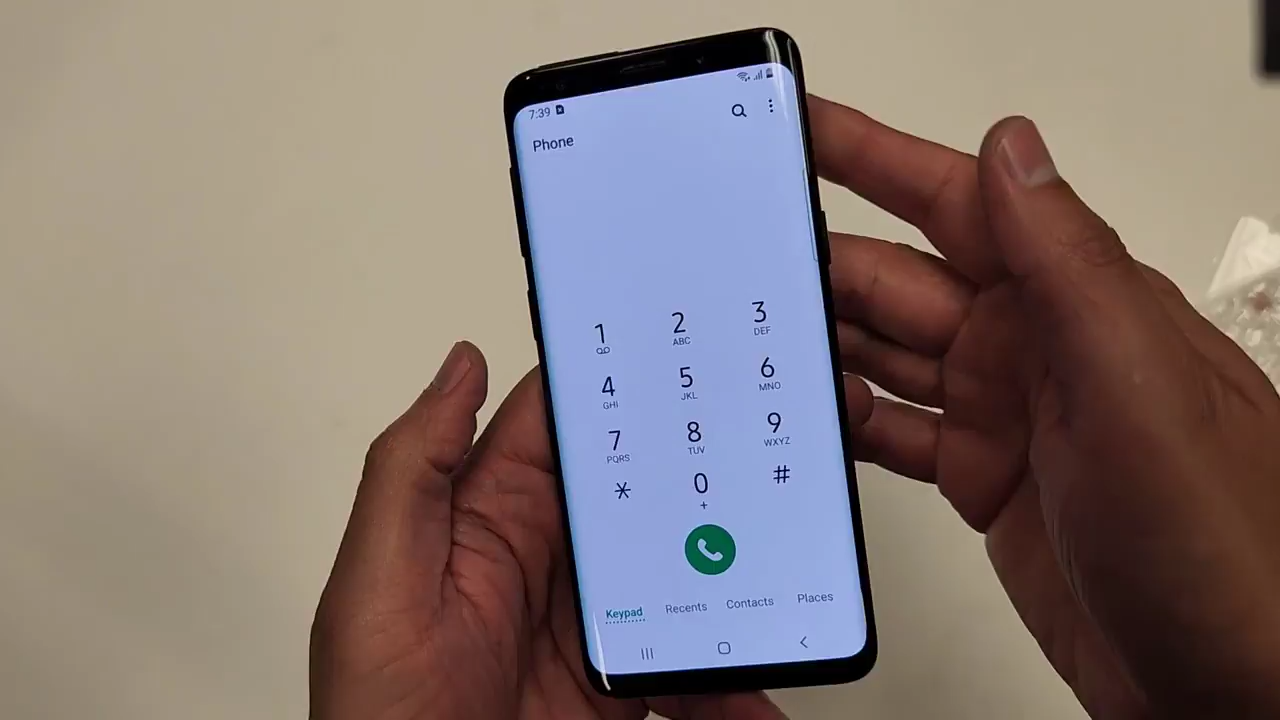 7:39
Phone
1 2 3
ABC DEF
4 5 6
GHI JKL MNO
7 8 9
PQRS TUV WXYZ
* 0 #
+
Keypad Recents Contacts Places